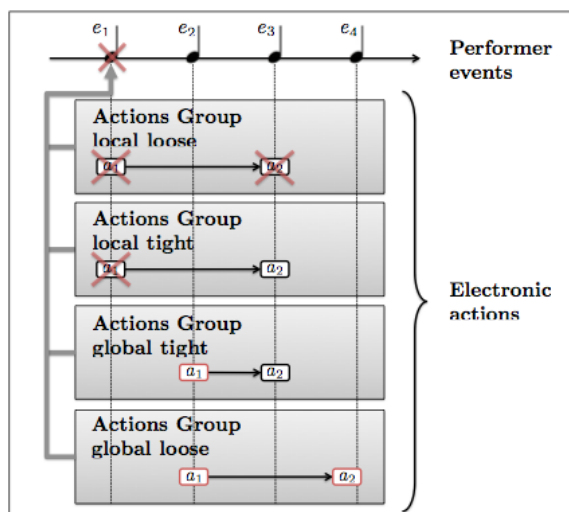 e₁ e₂ e₃ e₄
Performer
events
Actions Group
local loose
a₁ a₂
Actions Group
local tight
a₁ a₂
Actions Group
global tight
a₁ a₂
Actions Group
global loose
a₁ a₂
Electronic
actions